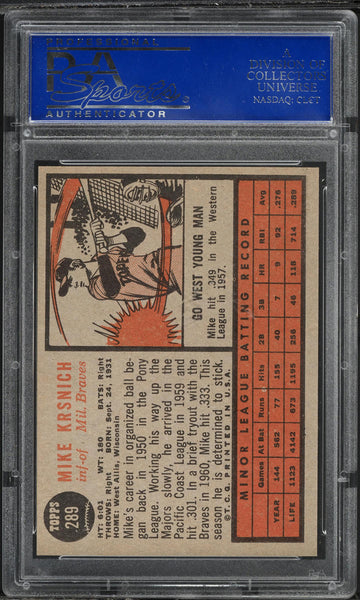 PROFESSIONAL
PSA
Sports
AUTHENTICATOR
A
DIVISION OF
COLLECTORS
UNIVERSE
NASDAQ: CLCT
TOPPS
289
MIKE KRSNICH
inf-of Mil. Braves
HT: 6:01 WT: 190 BATS: Right
THROWS: Right BORN: Sept. 24, 1931
HOME: West Allis, Wisconsin
Mike's career in organized ball be-
gan back in 1950 in the Pony
League. Working his way up the
Majors slowly, he arrived in the
Pacific Coast League in 1959 and
hit .301. In a brief tryout with the
Braves in 1960, Mike hit .333. This
season he is determined to stick.
© T.C.G. PRINTED IN U.S.A.
GO WEST YOUNG MAN
Mike hit .349 in the Western
League in 1957.
MINOR LEAGUE BATTING RECORD
Games At Bat Runs Hits 2B 3B HR RBI Avg.
YEAR 144 562 77 155 40 7 9 92 .276
LIFE 1123 4142 673 1195 256 46 118 714 .289